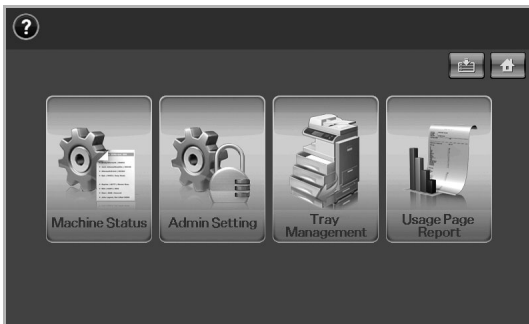 ?
Machine Status
Admin Setting
Tray
Management
Usage Page
Report